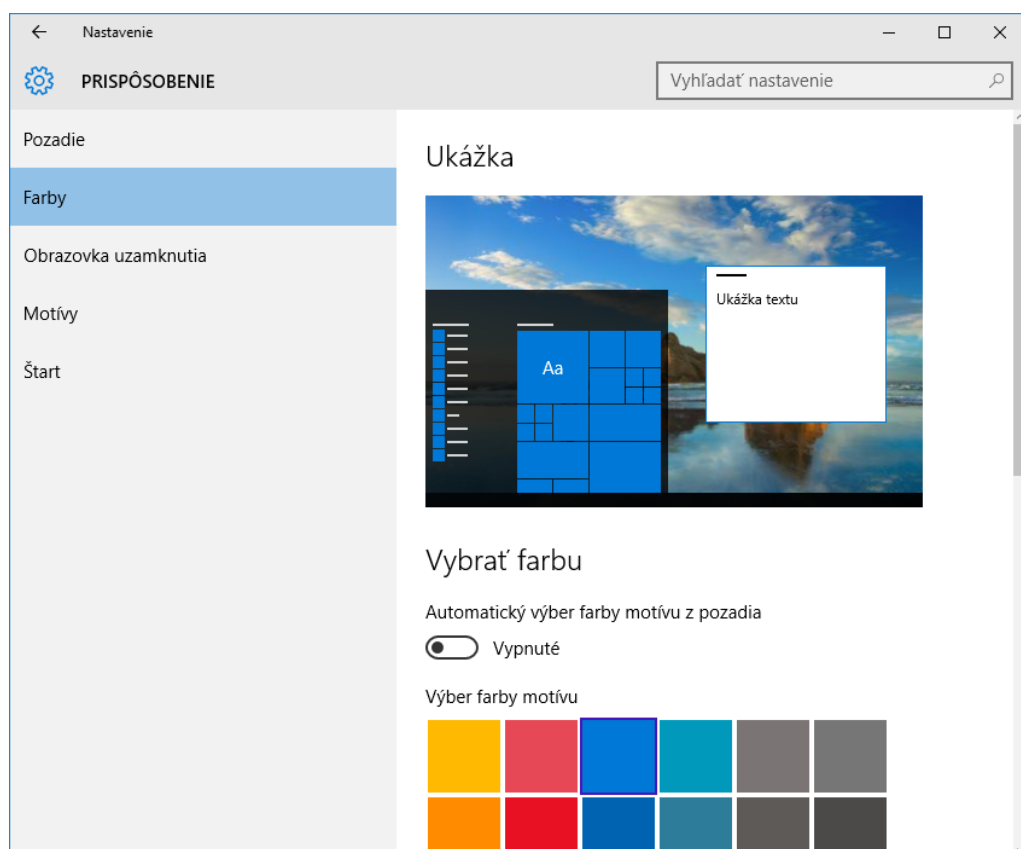 Nastavenie
PRISPÔSOBENIE
Vyhľadať nastavenie
Pozadie
Farby
Obrazovka uzamknutia
Motívy
Štart
Ukážka
Ukážka textu
Aa
Vybrať farbu
Automatický výber farby motívu z pozadia
Vypnuté
Výber farby motívu